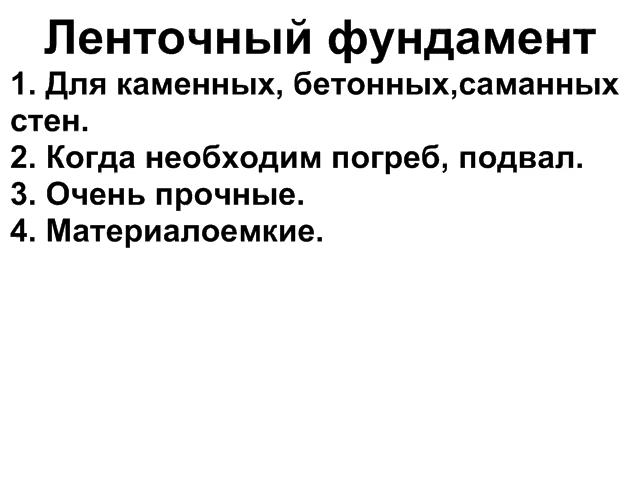 Ленточный фундамент
1. Для каменных, бетонных,саманных
стен.
2. Когда необходим погреб, подвал.
3. Очень прочные.
4. Материалоемкие.